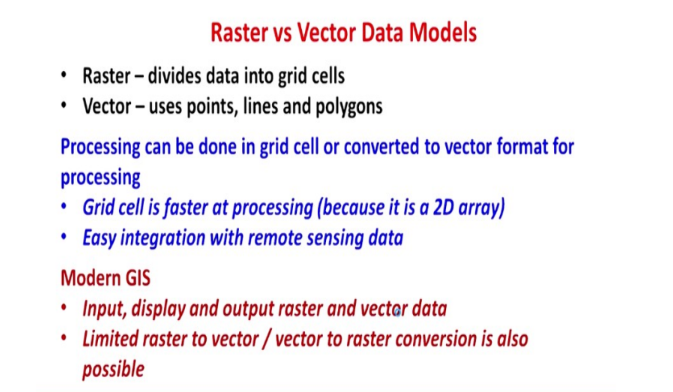 Raster vs Vector Data Models
• Raster – divides data into grid cells
• Vector – uses points, lines and polygons
Processing can be done in grid cell or converted to vector format for
processing
• Grid cell is faster at processing (because it is a 2D array)
• Easy integration with remote sensing data
Modern GIS
• Input, display and output raster and vector data
• Limited raster to vector / vector to raster conversion is also
possible